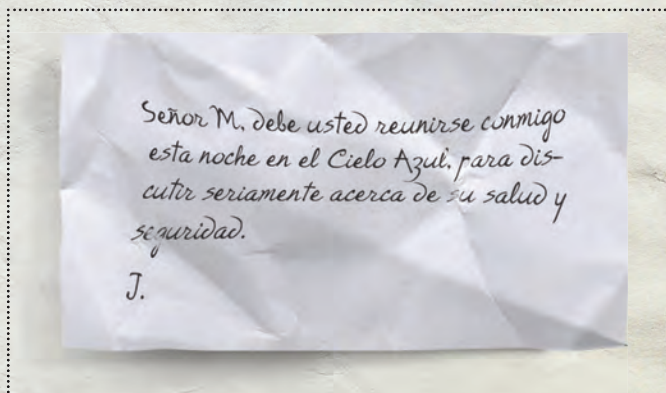 Señor M, debe usted reunirse conmigo
esta noche en el Cielo Azul, para dis-
cutir seriamente acerca de su salud y
seguridad.
J.